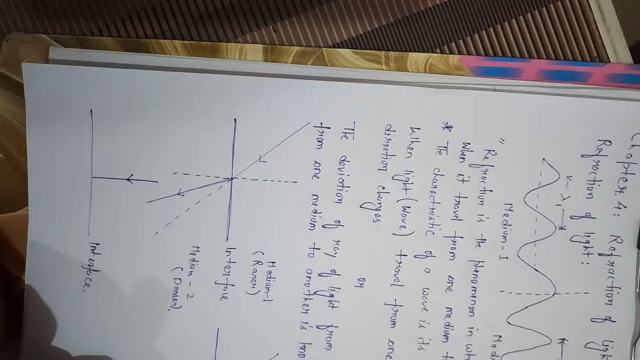 Chapter 4: Refraction of ligh
Refraction of light:
λ1
Medium-1
Medi
" Refraction is the phenomenon in wh
when it travel from one medium t
* The characteristic of a wave is its
When light (wave) travel from one
direction changes
or
The deviation of ray of light from
from one medium to another is
Medium-1
(Rarer)
Interface
Medium-2
(Denser).
Interface.